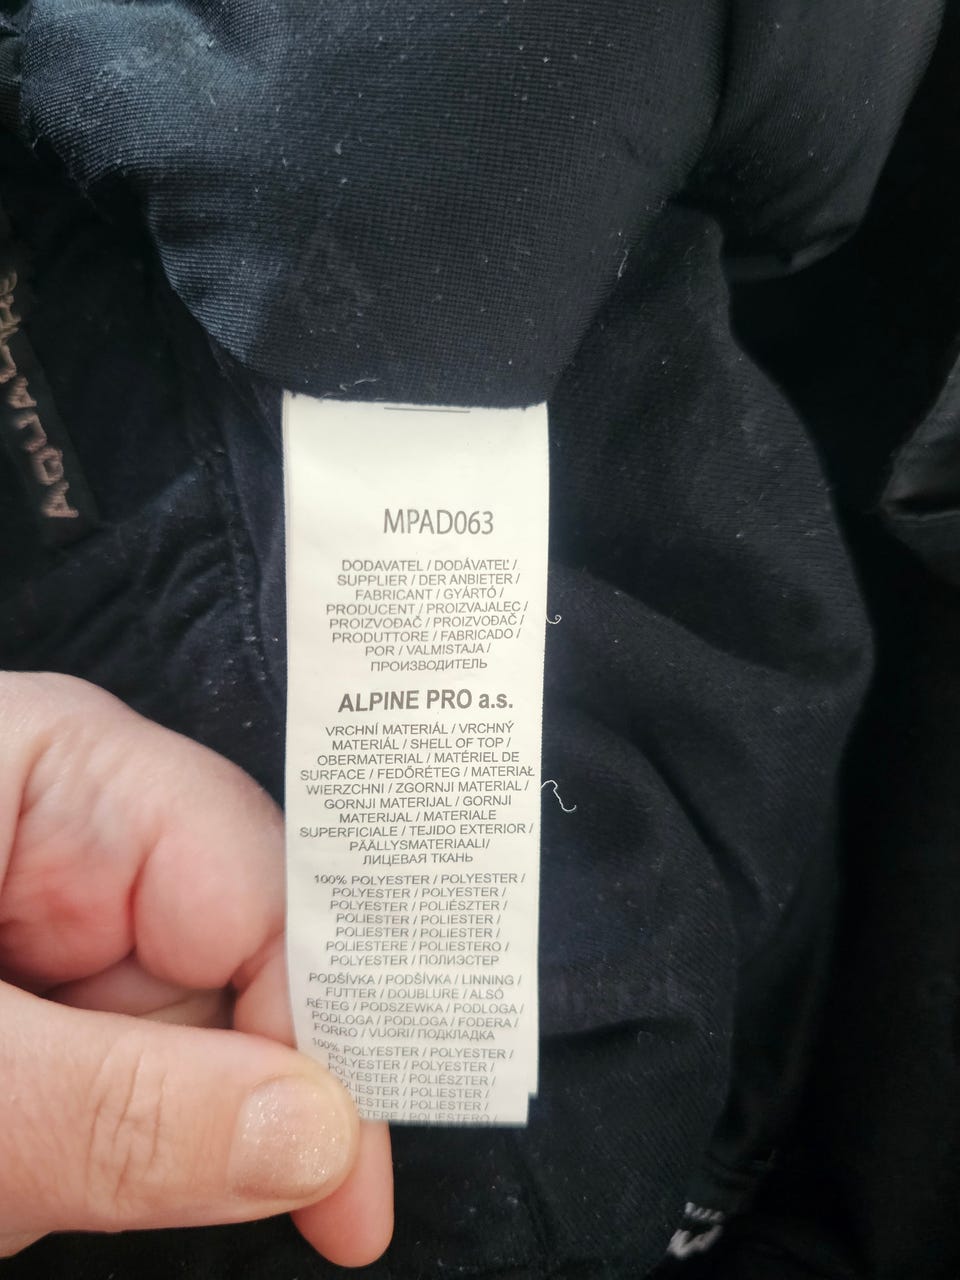 MPAD063
DODAVATEL / DODÁVATEĽ /
SUPPLIER / DER ANBIETER /
FABRICANT / GYÁRTÓ /
PRODUCENT / PROIZVAJALEC /
PROIZVOĐAČ / PROIZVOĐAČ /
PRODUTTORE / FABRICADO /
POR / VALMISTAJA /
ПРОИЗВОДИТЕЛЬ
ALPINE PRO a.s.
VRCHNÍ MATERIÁL / VRCHNÝ
MATERIÁL / SHELL OF TOP /
OBERMATERIAL / MATÉRIEL DE
SURFACE / FEDŐRÉTEG / MATERIAŁ
WIERZCHNI / ZGORNJI MATERIAL /
GORNJI MATERIJAL / GORNJI
MATERIJAL / MATERIALE
SUPERFICIALE / TEJIDO EXTERIOR /
PÄÄLLYSMATERIAALI/
ЛИЦЕВАЯ ТКАНЬ
100% POLYESTER / POLYESTER /
POLYESTER / POLYESTER /
POLYESTER / POLIÉSZTER /
POLIESTER / POLIESTER /
POLIESTER / POLIESTER /
POLIESTERE / POLIESTERO /
POLYESTER / ПОЛИЭСТЕР
PODŠÍVKA / PODŠÍVKA / LINNING /
FUTTER / DOUBLURE / ALSÓ
RÉTEG / PODSZEWKA / PODLOGA /
PODLOGA / PODLOGA / FODERA /
FORRO / VUORI/ ПОДКЛАДКА
100% POLYESTER / POLYESTER /
POLYESTER / POLYESTER /
POLYESTER / POLIÉSZTER /
POLIESTER / POLIESTER /
POLIESTER /
POLIESTERO /